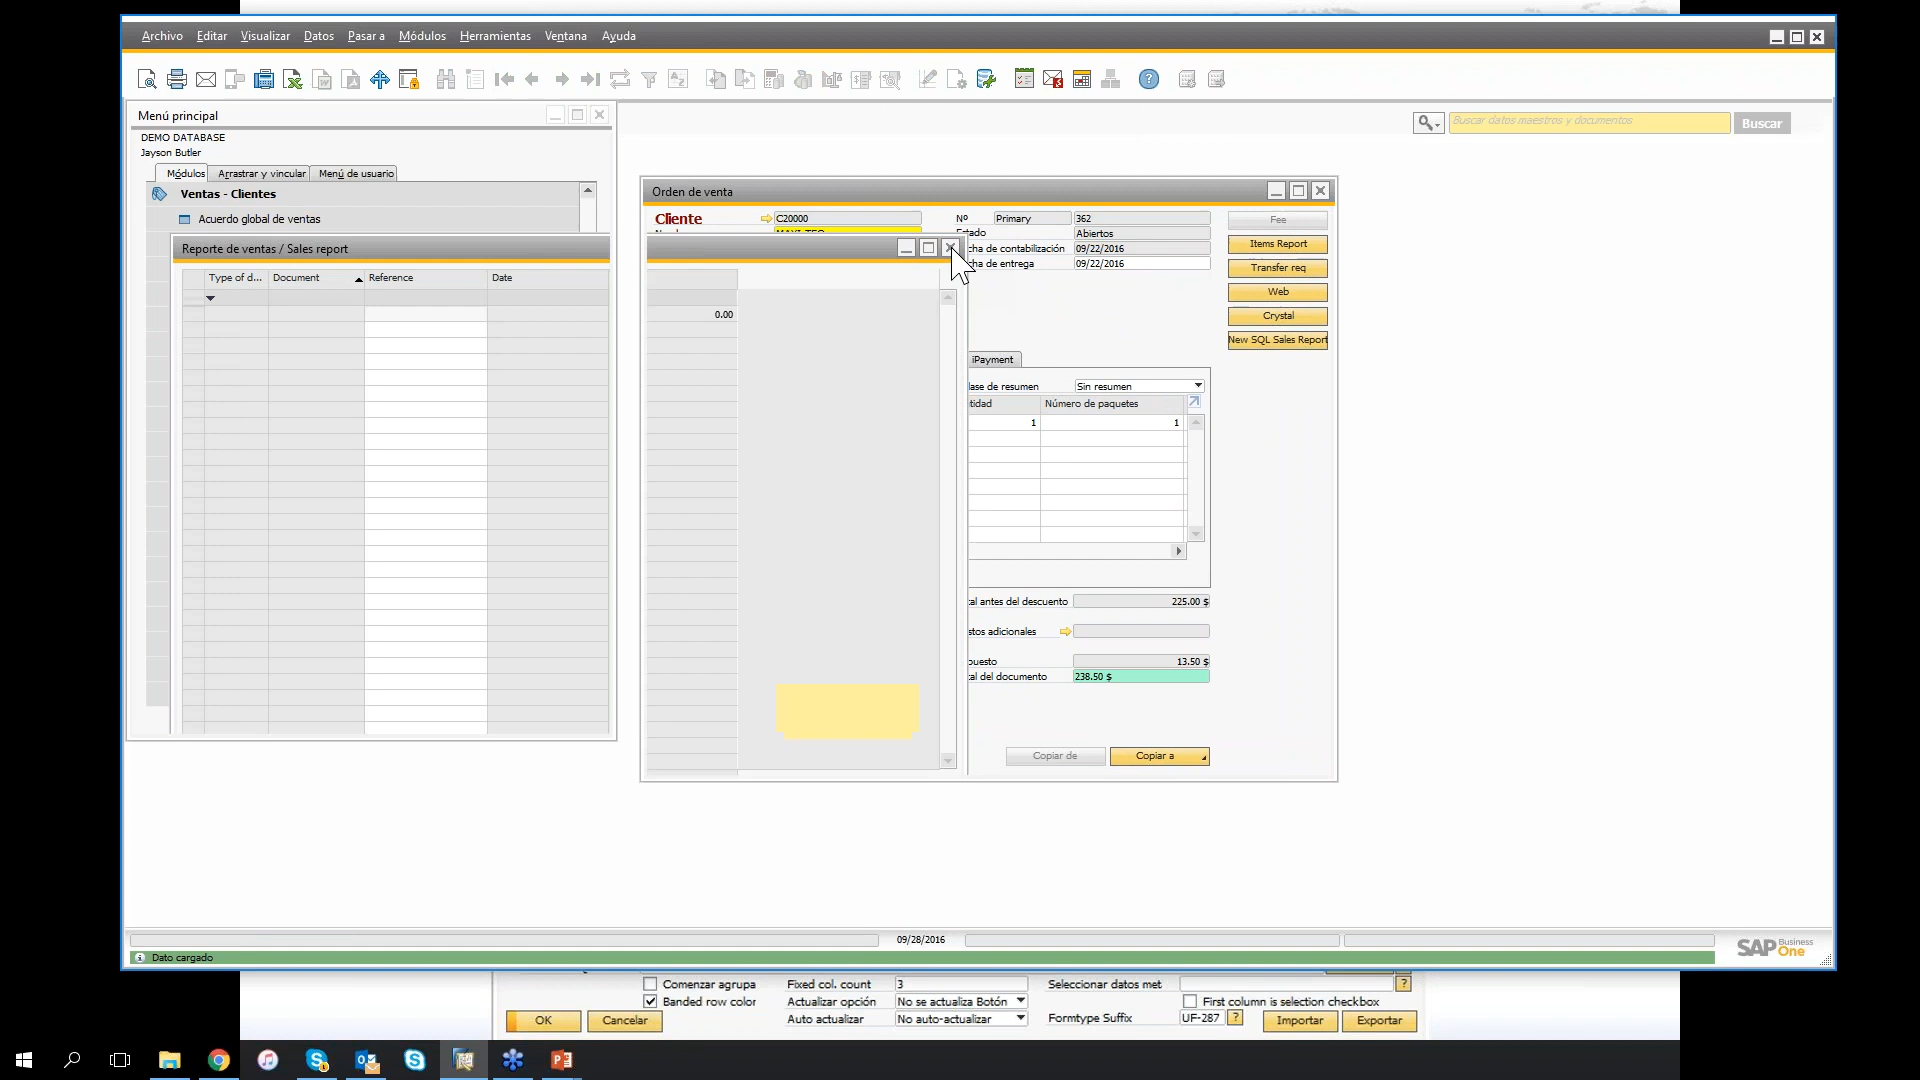 Archivo Editar Visualizar Datos Pasar a Módulos Herramientas Ventana Ayuda
Menú principal
DEMO DATABASE
Jayson Butler
Módulos Arrastrar y vincular Menú de usuario
Ventas - Clientes
Acuerdo global de ventas
Buscar datos maestros y documentos Buscar
Reporte de ventas / Sales report
Type of d... Document Reference Date
0.00
Orden de venta
Cliente C20000
Nº Primary 362
Estado Abiertos
cha de contabilización 09/22/2016
cha de entrega 09/22/2016
Fee
Items Report
Transfer req
Web
Crystal
New SQL Sales Report
iPayment
lase de resumen Sin resumen
tidad Número de paquetes
1 1
al antes del descuento 225.00 $
stos adicionales
puesto 13.50 $
al del documento 238.50 $
Copiar de Copiar a
09/28/2016
Dato cargado
SAP Business One
Comenzar agrupa Fixed col. count 3 Seleccionar datos met ?
Banded row color Actualizar opción No se actualiza Botón First column is selection checkbox
OK Cancelar Auto actualizar No auto-actualizar Formtype Suffix UF-287 ? Importar Exportar